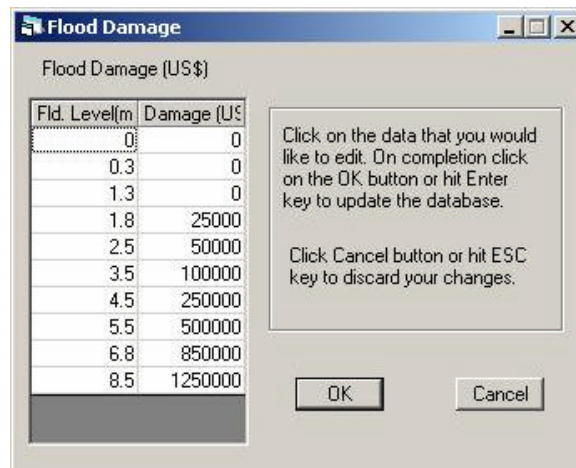 Flood Damage
Flood Damage (US$)
Fld. Level(m Damage (US
0 0
0.3 0
1.3 0
1.8 25000
2.5 50000
3.5 100000
4.5 250000
5.5 500000
6.8 850000
8.5 1250000
Click on the data that you would
like to edit. On completion click
on the OK button or hit Enter
key to update the database.
Click Cancel button or hit ESC
key to discard your changes.
OK Cancel